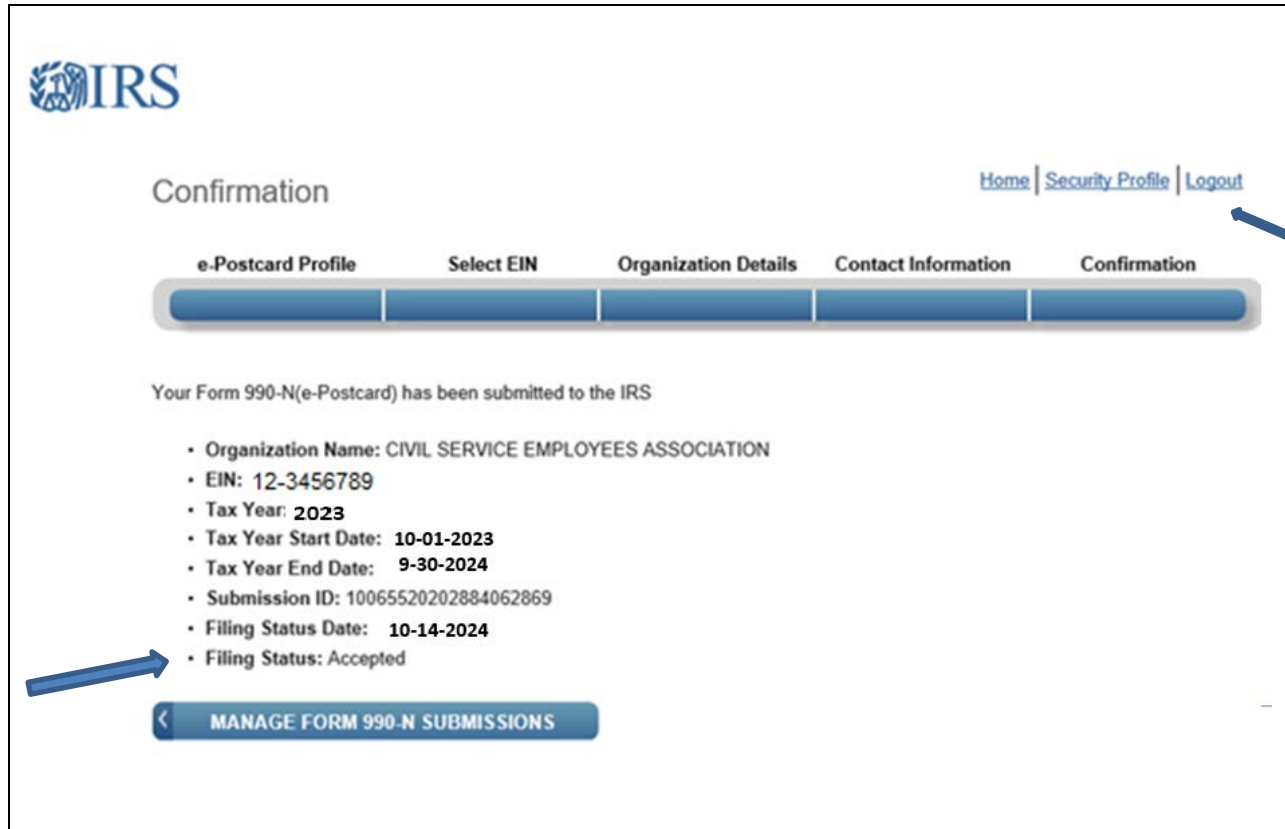 IRS
Confirmation
Home | Security Profile | Logout
e-Postcard Profile Select EIN Organization Details Contact Information Confirmation
Your Form 990-N(e-Postcard) has been submitted to the IRS
• Organization Name: CIVIL SERVICE EMPLOYEES ASSOCIATION
• EIN: 12-3456789
• Tax Year: 2023
• Tax Year Start Date: 10-01-2023
• Tax Year End Date: 9-30-2024
• Submission ID: 10065520202884062869
• Filing Status Date: 10-14-2024
• Filing Status: Accepted
MANAGE FORM 990-N SUBMISSIONS